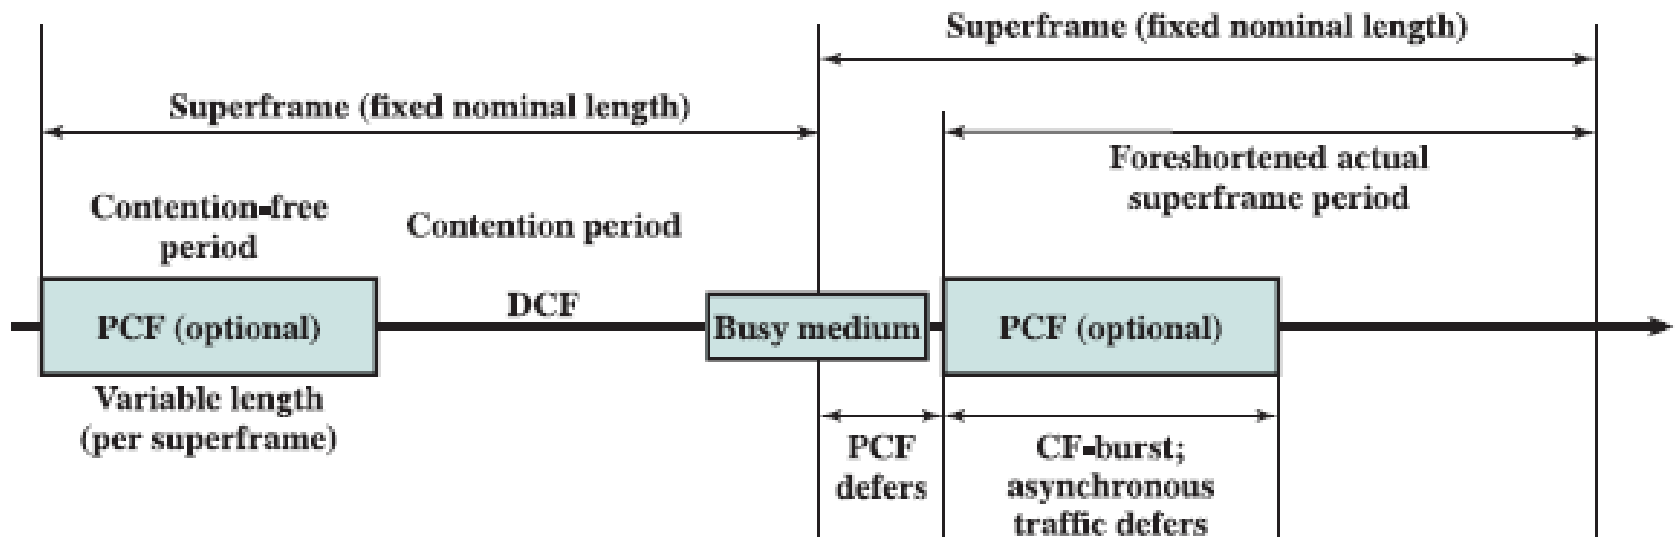 Superframe (fixed nominal length)
Superframe (fixed nominal length)
Foreshortened actual
superframe period
Contention-free
period
Contention period
PCF (optional)
DCF
Busy medium
PCF (optional)
Variable length
(per superframe)
PCF
defers
CF-burst;
asynchronous
traffic defers